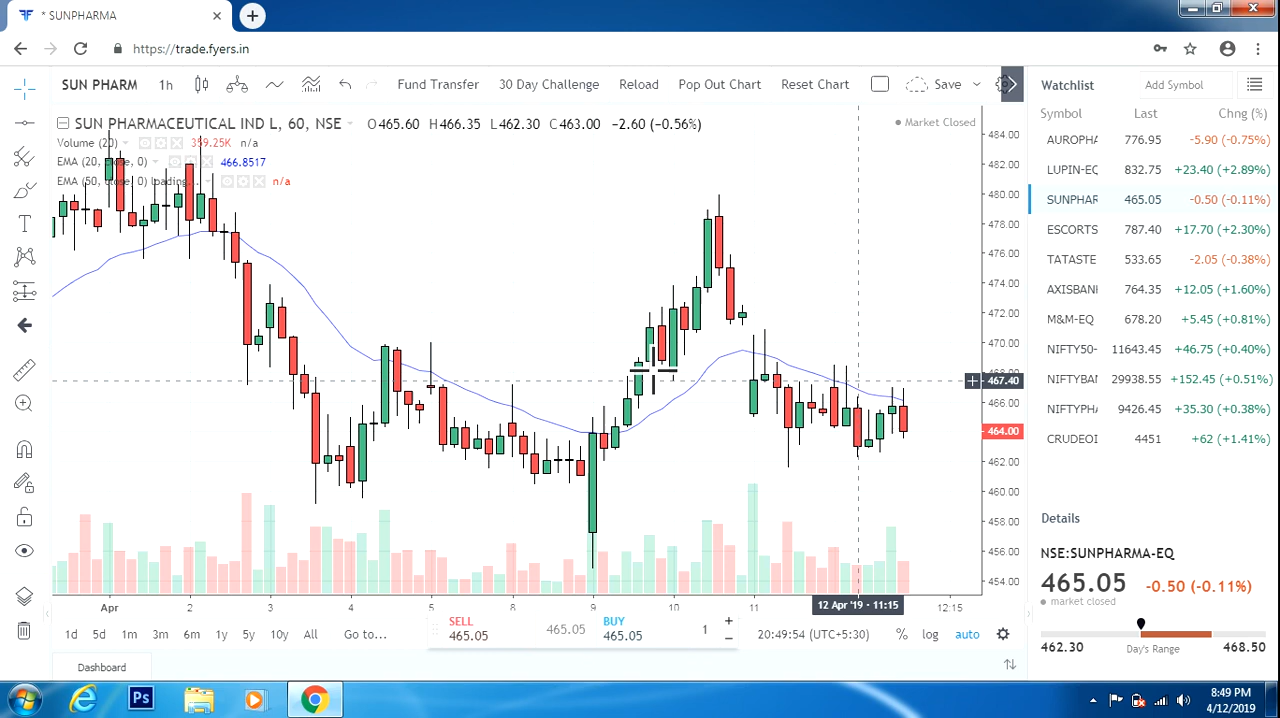 * SUNPHARMA
https://trade.fyers.in
SUN PHARM 1h Fund Transfer 30 Day Challenge Reload Pop Out Chart Reset Chart Save
SUN PHARMACEUTICAL IND L, 60, NSE O465.60 H466.35 L462.30 C463.00 -2.60 (-0.56%)
Market Closed
Volume (20) 359.25K n/a
EMA (20, close, 0) 466.8517
EMA (50, close, 0) loading... n/a
484.00
482.00
480.00
478.00
476.00
474.00
472.00
470.00
467.40
466.00
464.00
462.00
460.00
458.00
456.00
454.00
Apr 2 3 4 5 8 9 10 11 12 Apr '19 - 11:15 12:15
1d 5d 1m 3m 6m 1y 5y 10y All Go to...
SELL 465.05 465.05 BUY 465.05 1
20:49:54 (UTC+5:30) % log auto
Dashboard
Watchlist Add Symbol
Symbol Last Chng (%)
AUROPHA 776.95 -5.90 (-0.75%)
LUPIN-EQ 832.75 +23.40 (+2.89%)
SUNPHAR 465.05 -0.50 (-0.11%)
ESCORTS 787.40 +17.70 (+2.30%)
TATASTE 533.65 -2.05 (-0.38%)
AXISBANI 764.35 +12.05 (+1.60%)
M&M-EQ 678.20 +5.45 (+0.81%)
NIFTY50- 11643.45 +46.75 (+0.40%)
NIFTYBAI 29938.55 +152.45 (+0.51%)
NIFTYPHA 9426.45 +35.30 (+0.38%)
CRUDEOI 4451 +62 (+1.41%)
Details
NSE:SUNPHARMA-EQ
465.05 -0.50 (-0.11%)
market closed
462.30 Day's Range 468.50
Ps
8:49 PM
4/12/2019